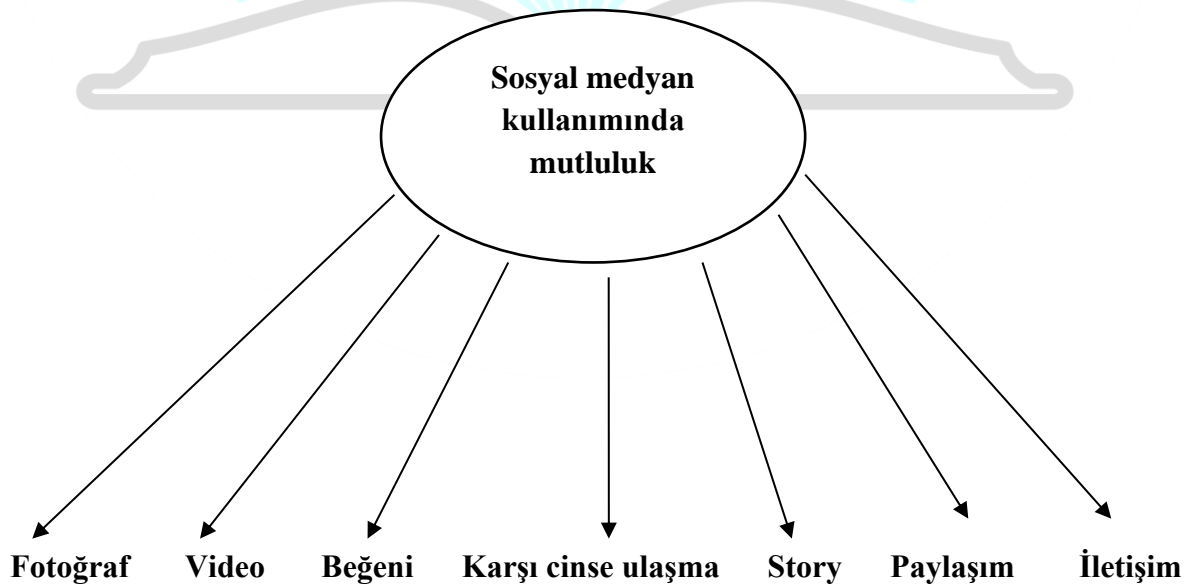 Sosyal medyan
kullanımında
mutluluk
Fotoğraf Video Beğeni Karşı cinse ulaşma Story Paylaşım İletişim